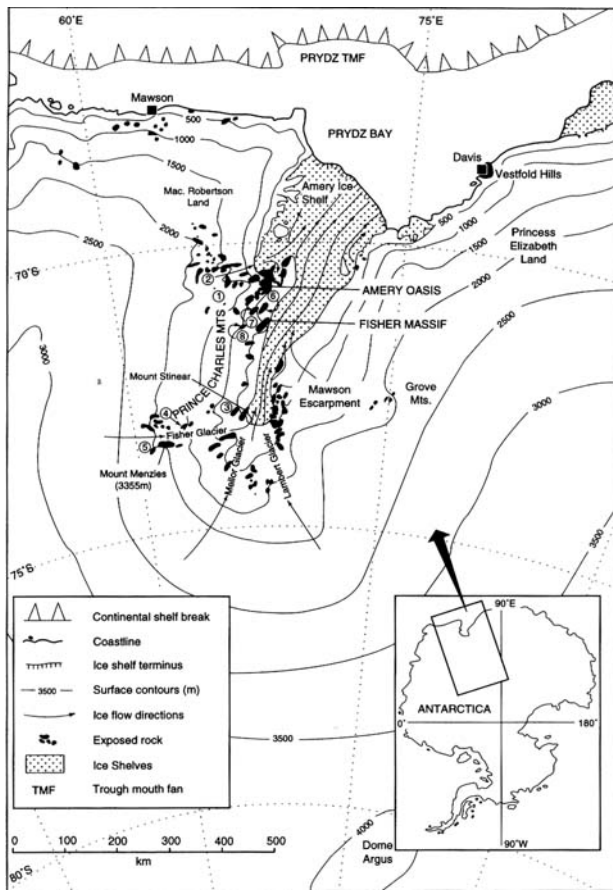 60°E
75°E
PRYDZ TMF
Mawson
500
1000
PRYDZ BAY
1500
Davis
Vestfold Hills
Amery Ice
Shelf
Mac. Robertson
Land
2000
500
1000
1500
2000
Princess
Elizabeth
Land
2500
70°S
2
1
6
AMERY OASIS
2500
7
FISHER MASSIF
8
3000
PRINCE CHARLES MTS
Mount Stinear
Mawson
Escarpment
Grove
Mts.
3000
4
3
Fisher Glacier
5
Mount Menzies
(3355m)
Mellor Glacier
Lambert Glacier
3500
75°S
Continental shelf break
Coastline
Ice shelf terminus
3500 Surface contours (m)
Ice flow directions
Exposed rock
Ice Shelves
TMF Trough mouth fan
3500
90°E
ANTARCTICA
0°
180°
90°W
0 100 200 300 400 500
km
4000
Dome
Argus
80°S